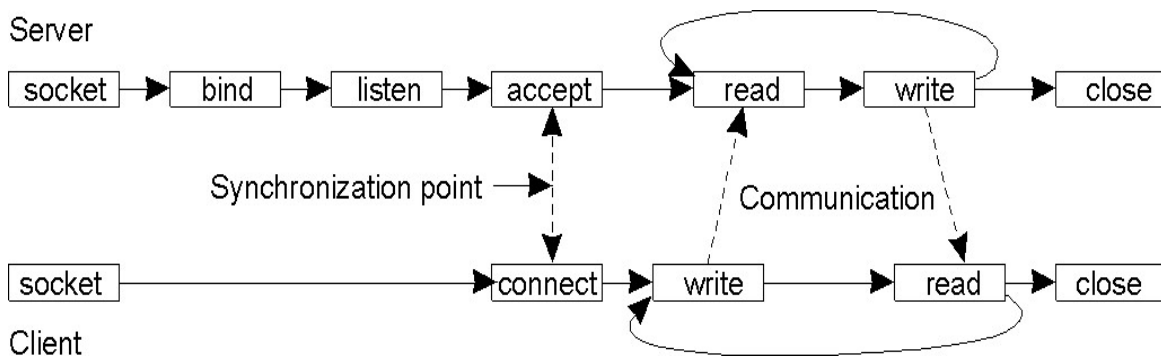 Server
socket bind listen accept read write close
Synchronization point Communication
socket connect write read close
Client